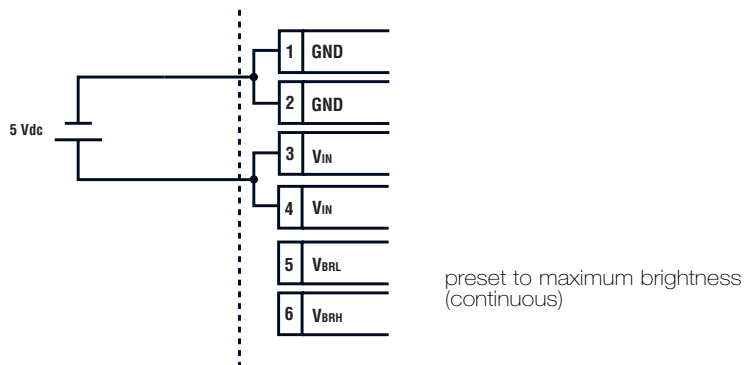 1 GND
2 GND
5 Vdc
3 VIN
4 VIN
5 VBRL
preset to maximum brightness
(continuous)
6 VBRH